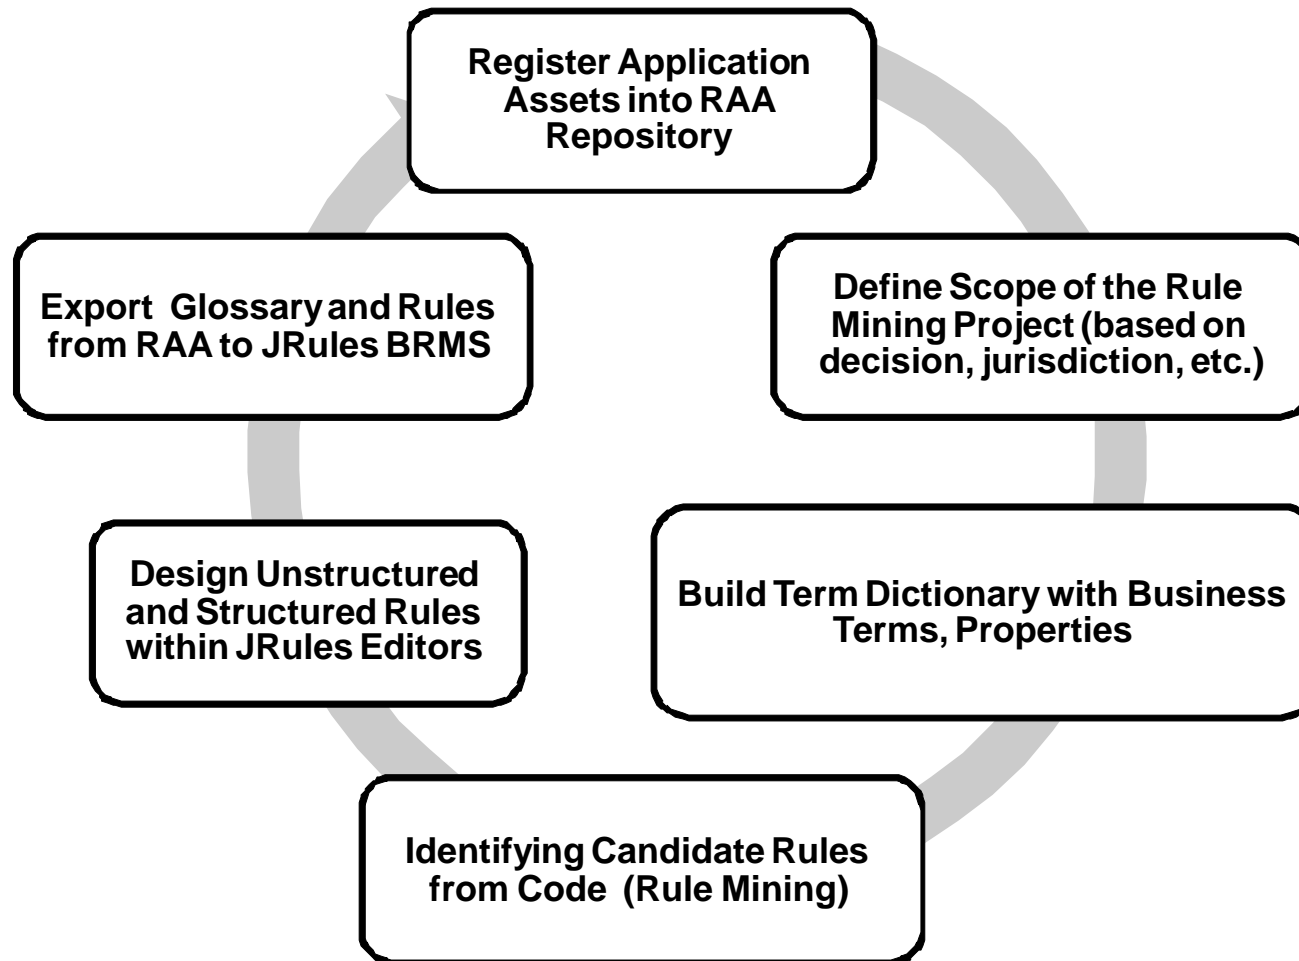 Register Application
Assets into RAA
Repository
Define Scope of the Rule
Mining Project (based on
decision, jurisdiction, etc.)
Build Term Dictionary with Business
Terms, Properties
Identifying Candidate Rules
from Code (Rule Mining)
Design Unstructured
and Structured Rules
within JRules Editors
Export Glossary and Rules
from RAA to JRules BRMS